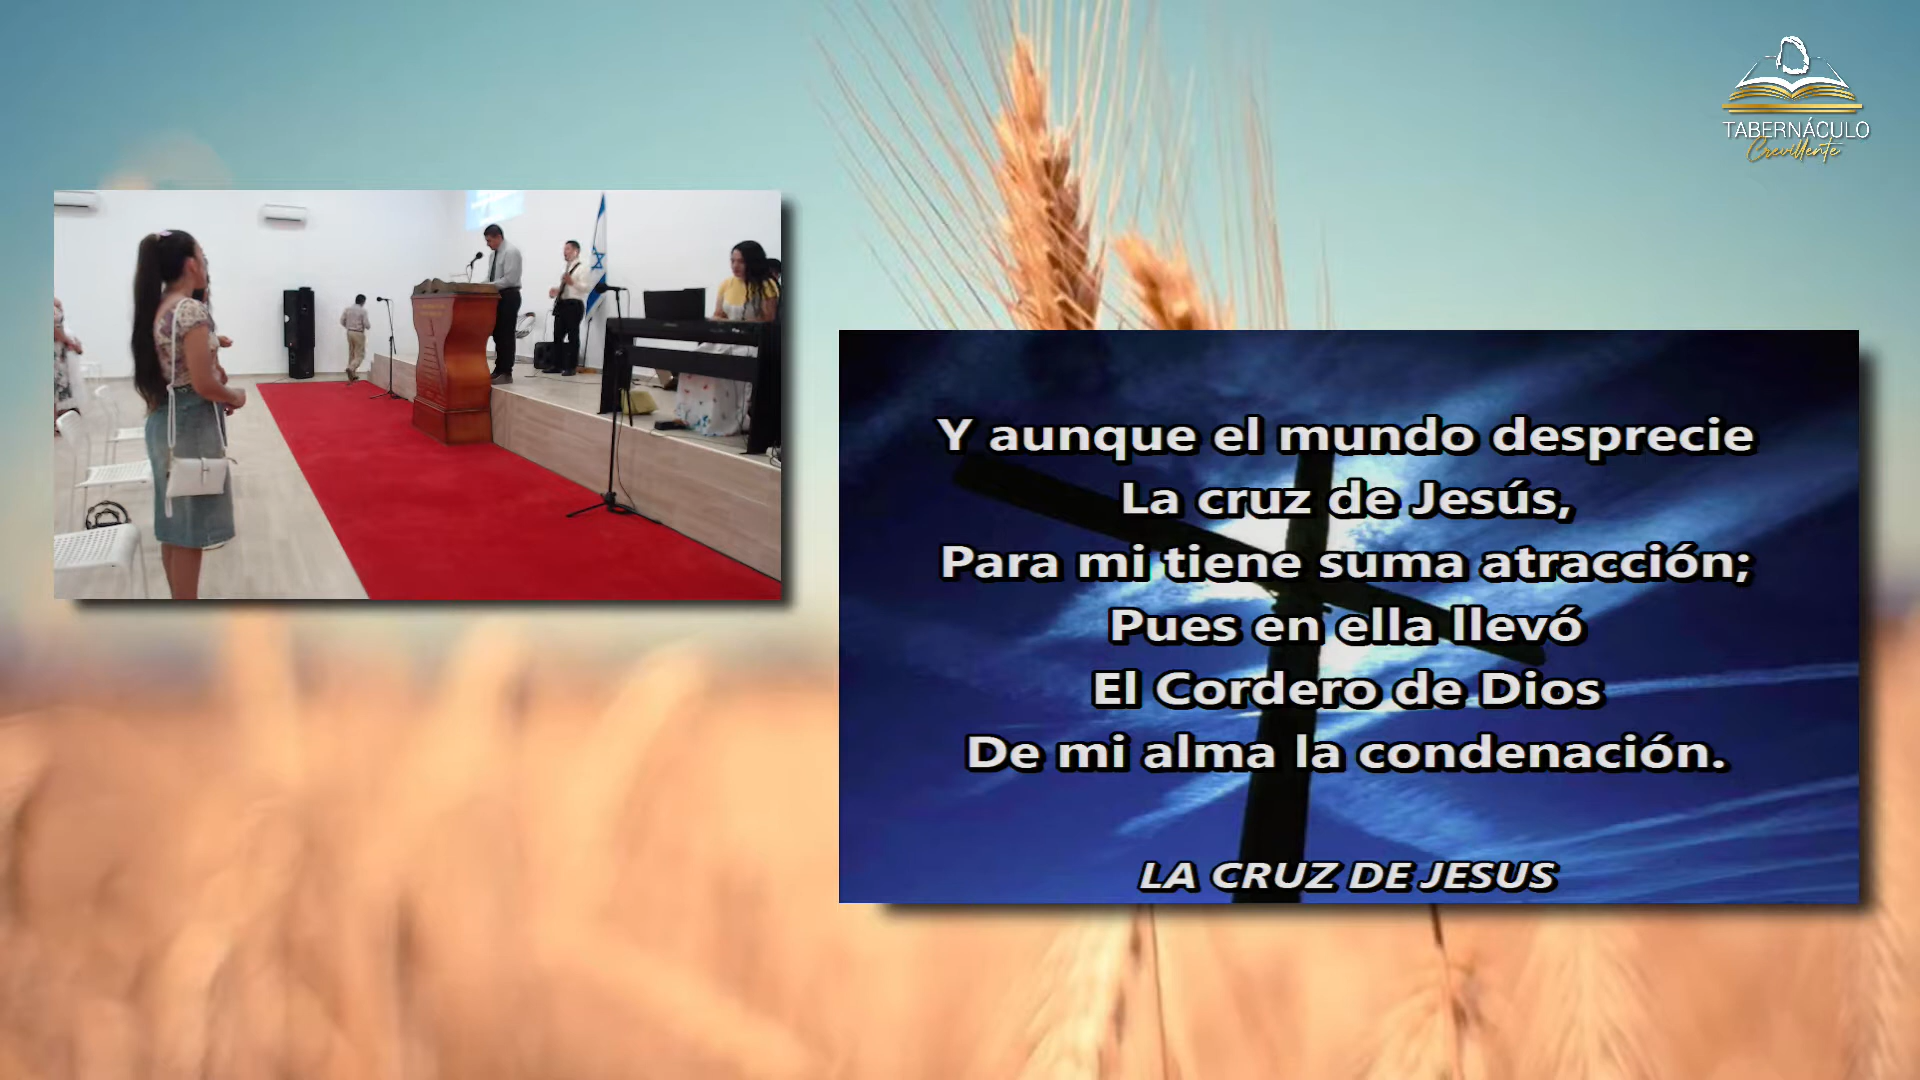 TABERNÁCULO
Crevillente
Y aunque el mundo desprecie
La cruz de Jesús,
Para mi tiene suma atracción;
Pues en ella llevó
El Cordero de Dios
De mi alma la condenación.
LA CRUZ DE JESUS